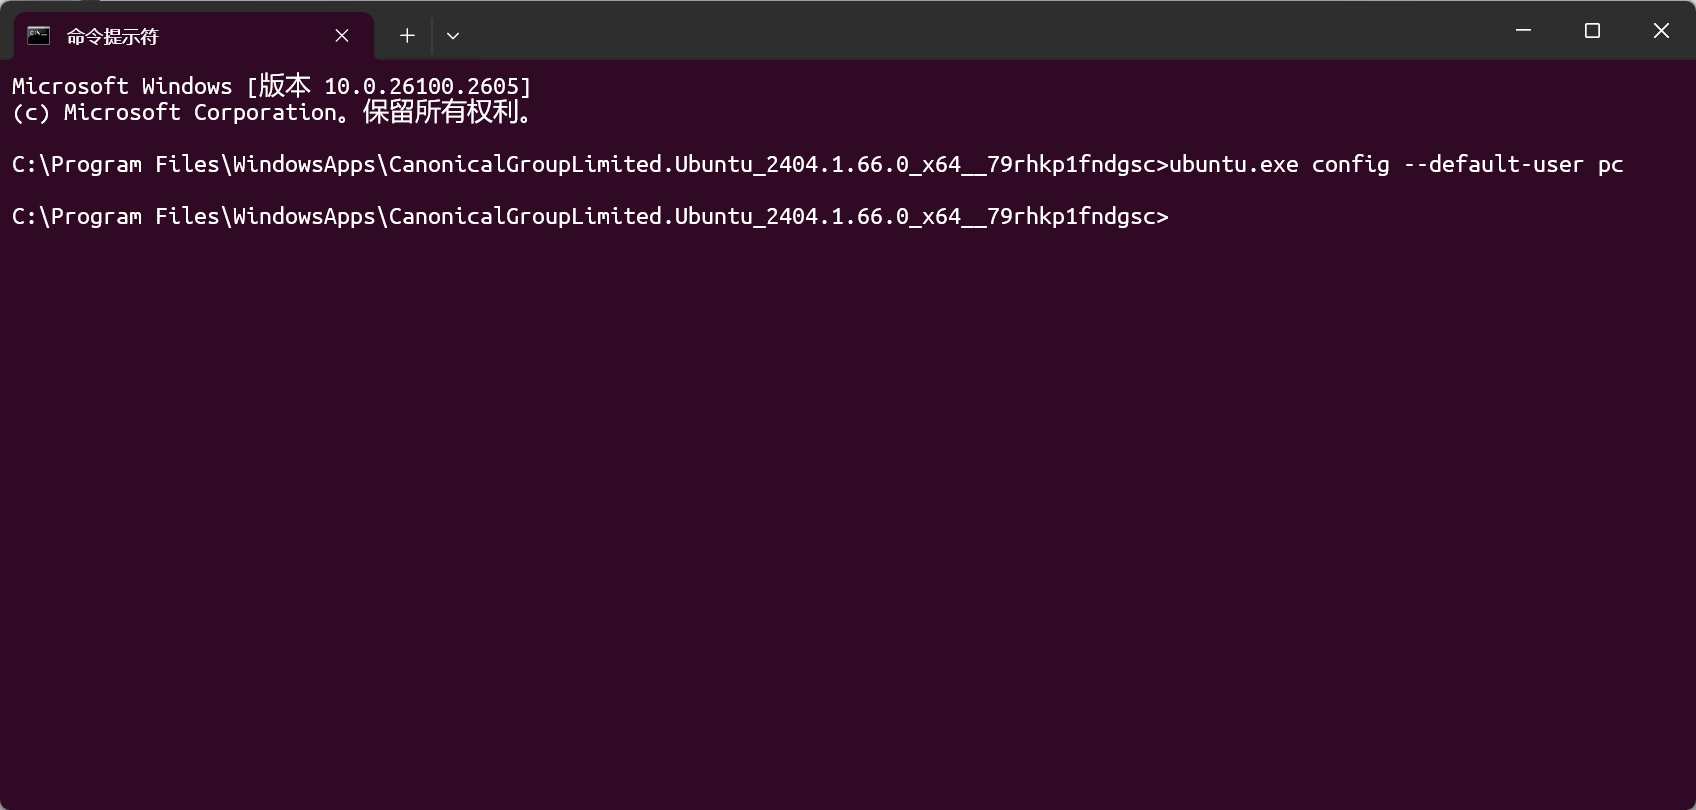 命令提示符
Microsoft Windows [版本 10.0.26100.2605]
(c) Microsoft Corporation。保留所有权利。
C:\Program Files\WindowsApps\CanonicalGroupLimited.Ubuntu_2404.1.66.0_x64__79rhkp1fndgsc>ubuntu.exe config --default-user pc
C:\Program Files\WindowsApps\CanonicalGroupLimited.Ubuntu_2404.1.66.0_x64__79rhkp1fndgsc>